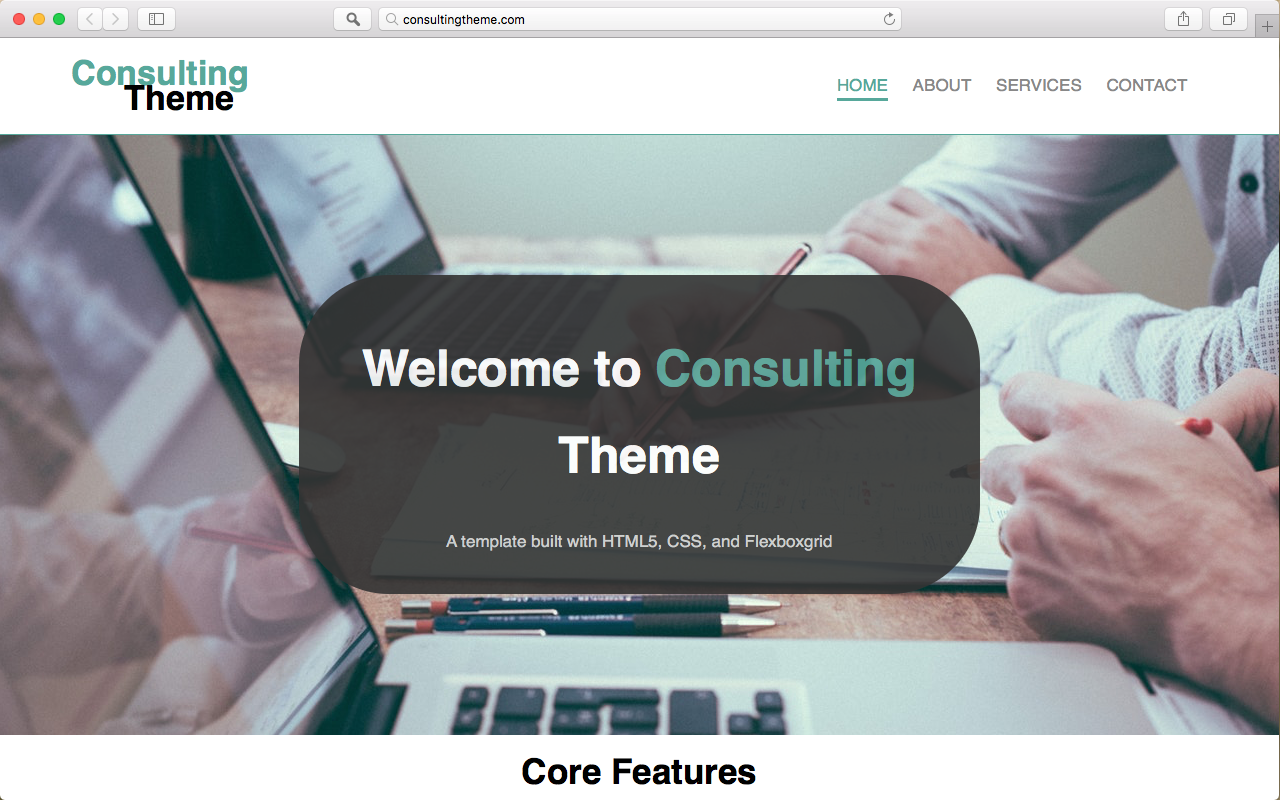 consultingtheme.com
Consulting
Theme
HOME ABOUT SERVICES CONTACT
Welcome to Consulting
Theme
A template built with HTML5, CSS, and Flexboxgrid
Core Features